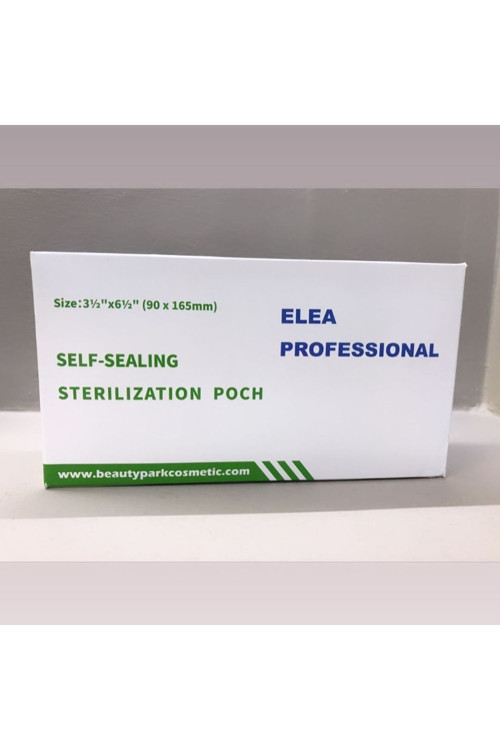 Size:3½"x6½" (90 x 165mm)
ELEA
PROFESSIONAL
SELF-SEALING
STERILIZATION POCH
www.beautyparkcosmetic.com